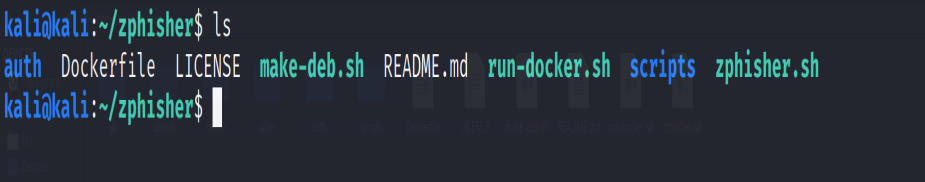 kali@kali:~/zphisher$ ls
auth Dockerfile LICENSE make-deb.sh README.md run-docker.sh scripts zphisher.sh
kali@kali:~/zphisher$